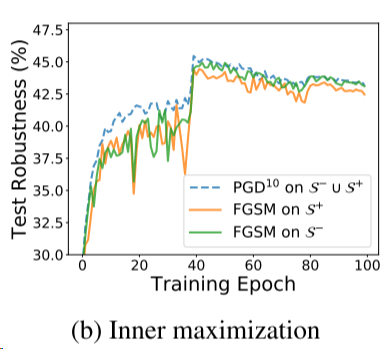 47.5
45.0
42.5
40.0
37.5
35.0
32.5
30.0
Test Robustness (%)
PGD¹⁰ on 𝒮⁻ ∪ 𝒮⁺
FGSM on 𝒮⁺
FGSM on 𝒮⁻
0 20 40 60 80 100
Training Epoch
(b) Inner maximization